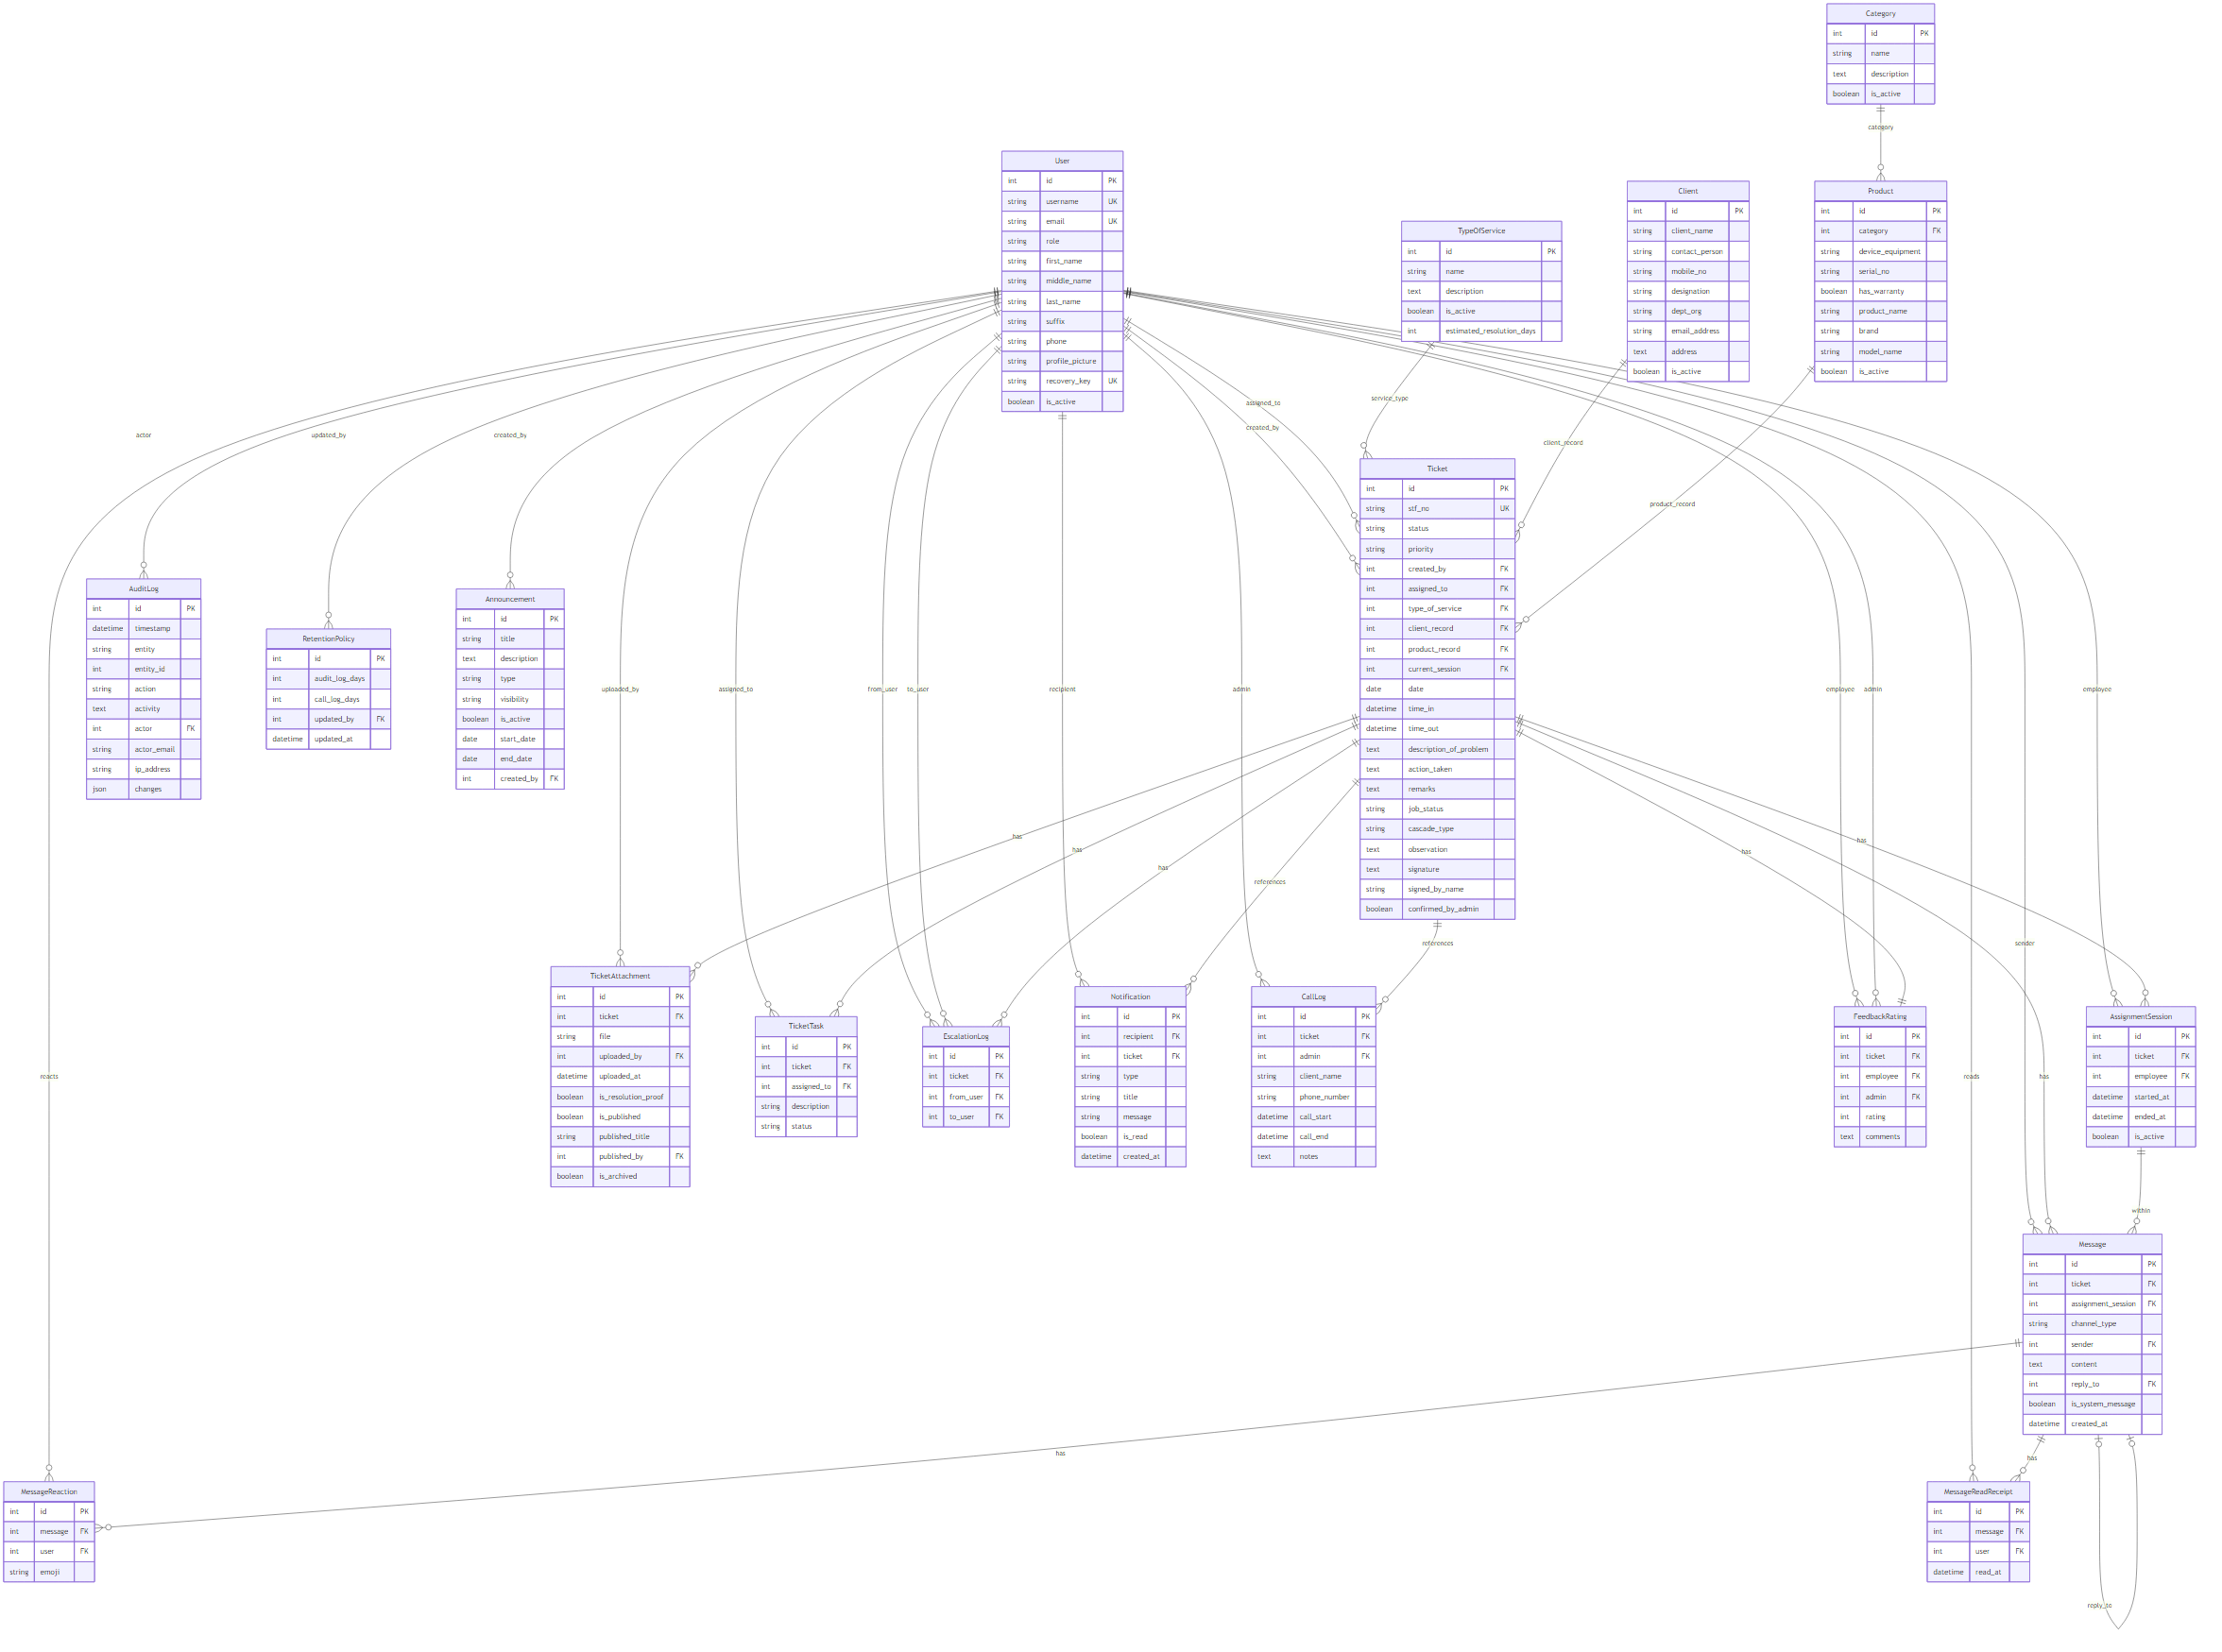 Category
int id PK
string name
text description
boolean is_active
category
User
int id PK
string username UK
string email UK
string role
string first_name
string middle_name
string last_name
string suffix
string phone
string profile_picture
string recovery_key UK
boolean is_active
TypeOfService
int id PK
string name
text description
boolean is_active
int estimated_resolution_days
Client
int id PK
string client_name
string contact_person
string mobile_no
string designation
string dept_org
string email_address
text address
boolean is_active
Product
int id PK
int category FK
string device_equipment
string serial_no
boolean has_warranty
string product_name
string brand
string model_name
boolean is_active
actor
updated_by
created_by
assigned_to
created_by
service_type
client_record
product_record
Ticket
int id PK
string stf_no UK
string status
string priority
int created_by FK
int assigned_to FK
int type_of_service FK
int client_record FK
int product_record FK
int current_session FK
date date
datetime time_in
datetime time_out
text description_of_problem
text action_taken
text remarks
string job_status
string cascade_type
text observation
text signature
string signed_by_name
boolean confirmed_by_admin
AuditLog
int id PK
datetime timestamp
string entity
int entity_id
string action
text activity
int actor FK
string actor_email
string ip_address
json changes
RetentionPolicy
int id PK
int audit_log_days
int call_log_days
int updated_by FK
datetime updated_at
Announcement
int id PK
string title
text description
string type
string visibility
boolean is_active
date start_date
date end_date
int created_by FK
uploaded_by
assigned_to
from_user
to_user
recipient
admin
employee
admin
employee
has
has
has
references
references
has
has
sender
has
reads
reacts
TicketAttachment
int id PK
int ticket FK
string file
int uploaded_by FK
datetime uploaded_at
boolean is_resolution_proof
boolean is_published
string published_title
int published_by FK
boolean is_archived
TicketTask
int id PK
int ticket FK
int assigned_to FK
string description
string status
EscalationLog
int id PK
int ticket FK
int from_user FK
int to_user FK
Notification
int id PK
int recipient FK
int ticket FK
string type
string title
string message
boolean is_read
datetime created_at
CallLog
int id PK
int ticket FK
int admin FK
string client_name
string phone_number
datetime call_start
datetime call_end
text notes
FeedbackRating
int id PK
int ticket FK
int employee FK
int admin FK
int rating
text comments
AssignmentSession
int id PK
int ticket FK
int employee FK
datetime started_at
datetime ended_at
boolean is_active
within
Message
int id PK
int ticket FK
int assignment_session FK
string channel_type
int sender FK
text content
int reply_to FK
boolean is_system_message
datetime created_at
has
has
MessageReaction
int id PK
int message FK
int user FK
string emoji
MessageReadReceipt
int id PK
int message FK
int user FK
datetime read_at
reply_to